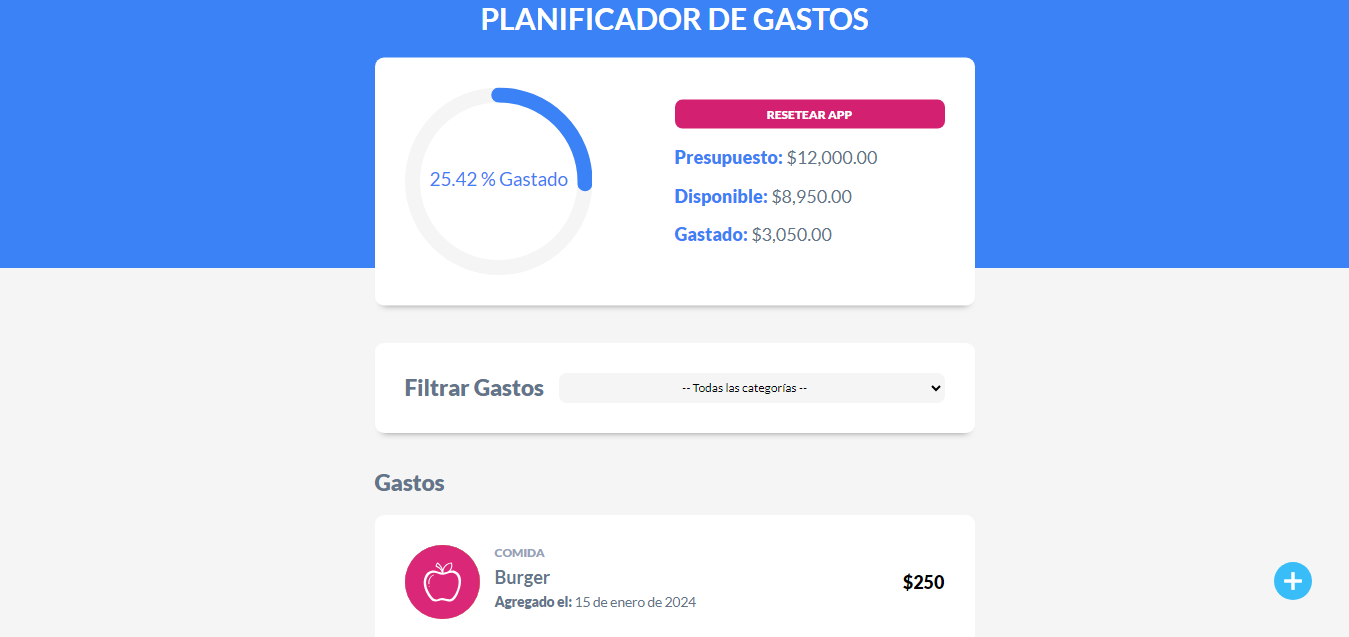 PLANIFICADOR DE GASTOS
25.42 % Gastado
RESETEAR APP
Presupuesto: $12,000.00
Disponible: $8,950.00
Gastado: $3,050.00
Filtrar Gastos
-- Todas las categorías --
Gastos
COMIDA
Burger
Agregado el: 15 de enero de 2024
$250